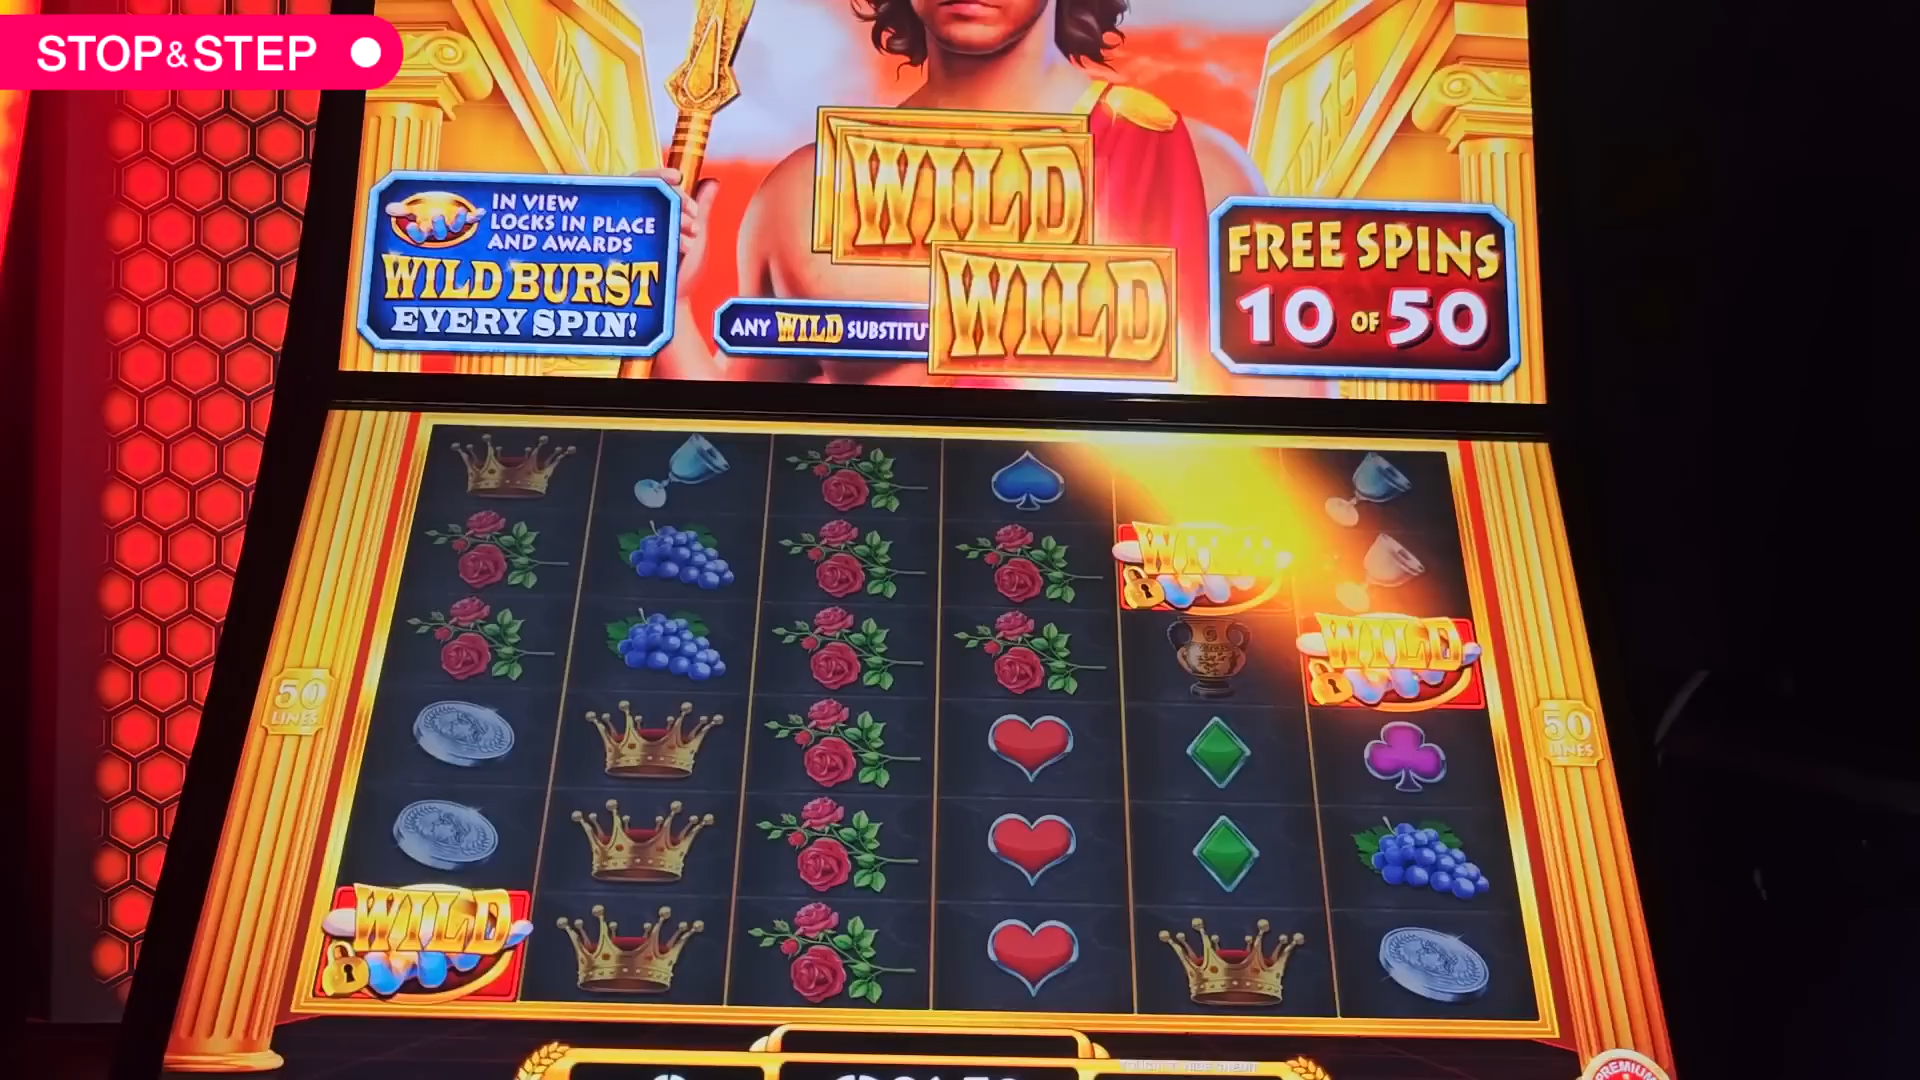 STOP&STEP
IN VIEW
LOCKS IN PLACE
AND AWARDS
WILD BURST
EVERY SPIN!
WILD
WILD
ANY WILD
FREE SPINS
10 OF 50
WILD
WILD
50
LINES
50
LINES
WILD
PREMIUM